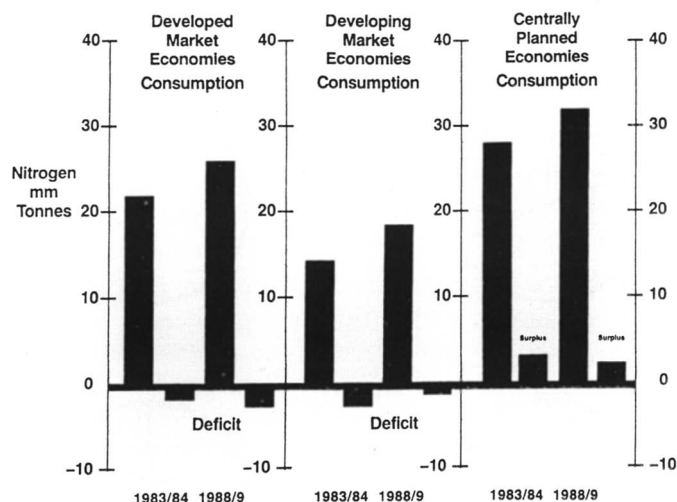 Developed
Market
Economies
Consumption
Developing
Market
Economies
Consumption
Centrally
Planned
Economies
Consumption
Nitrogen
mm
Tonnes
40
30
20
10
0
–10
40
30
20
10
–10
40
30
20
10
40
30
20
10
0
–10
Surplus
Surplus
Deficit
Deficit
1983/84 1988/9
1983/84 1988/9
1983/84 1988/9